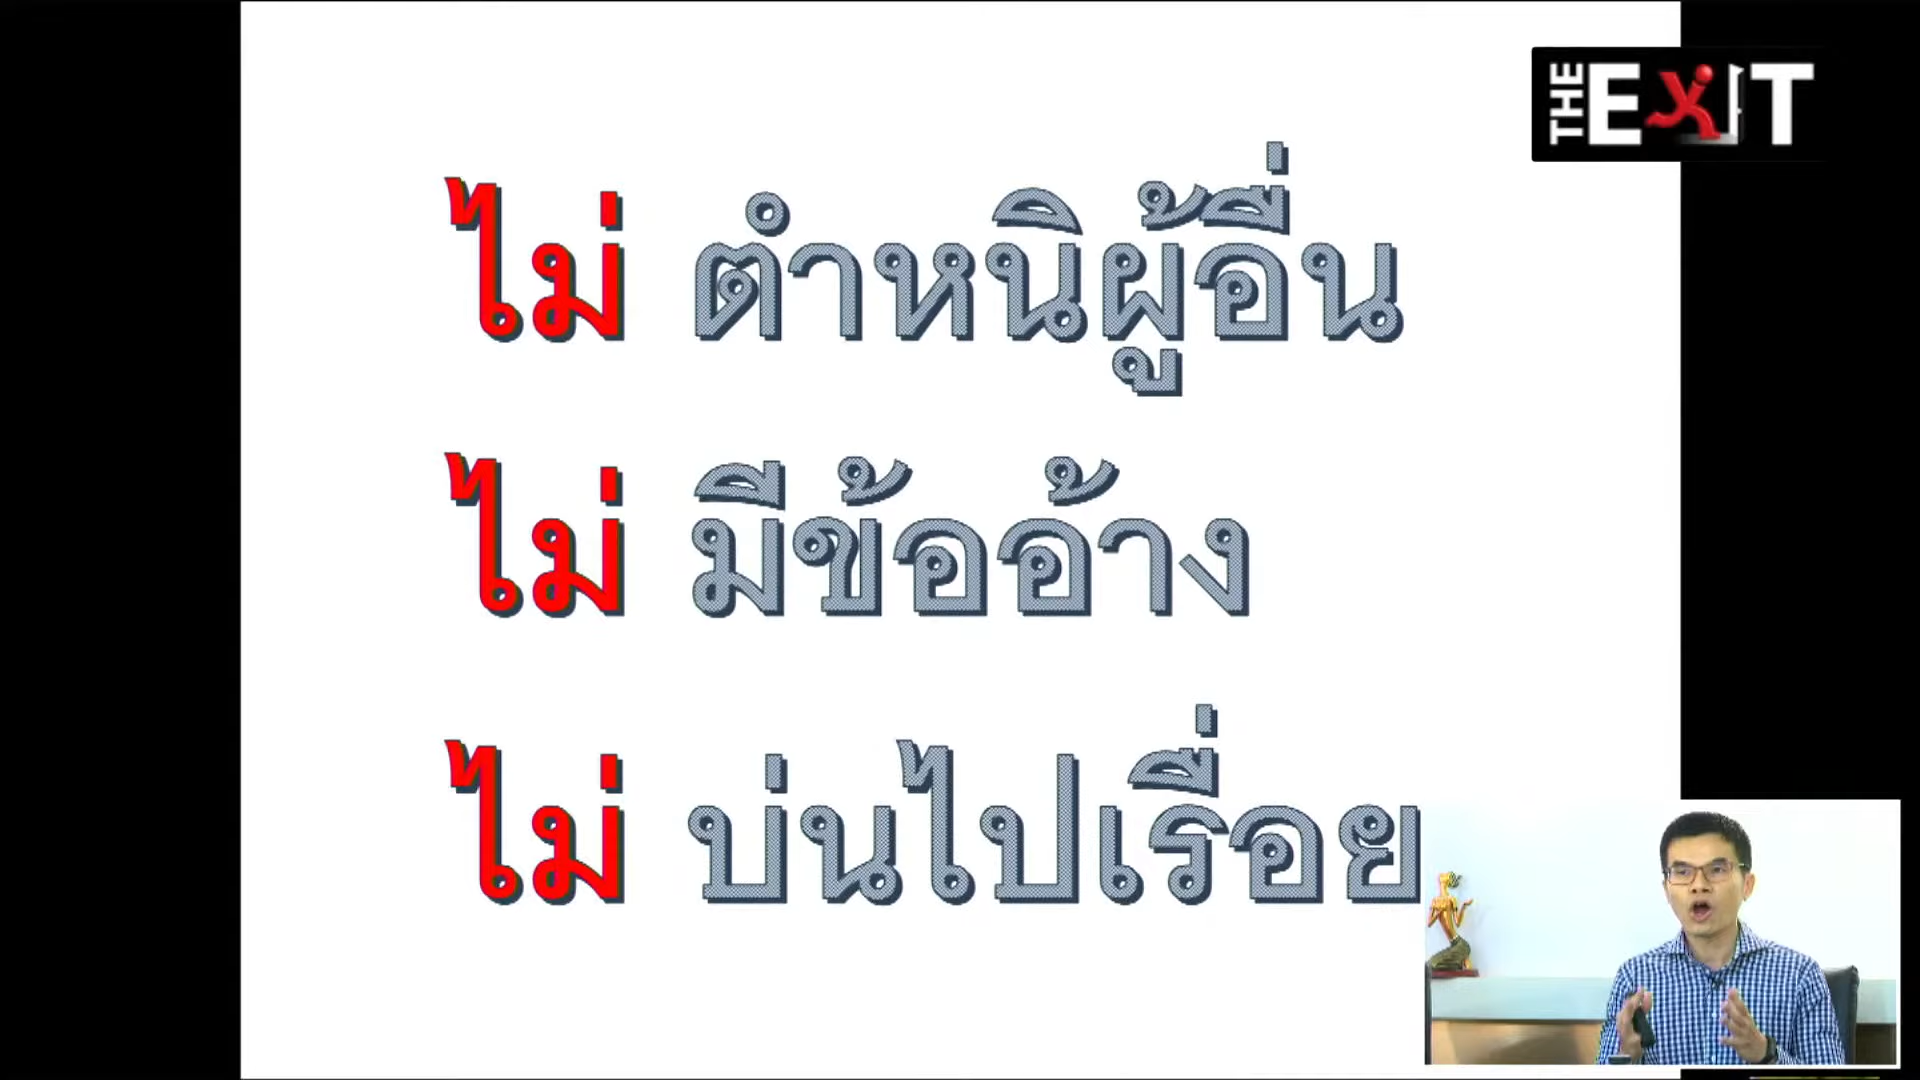 THE EXIT
ไม่ ตำหนิผู้อื่น
ไม่ มีข้ออ้าง
ไม่ บ่นไปเรื่อย